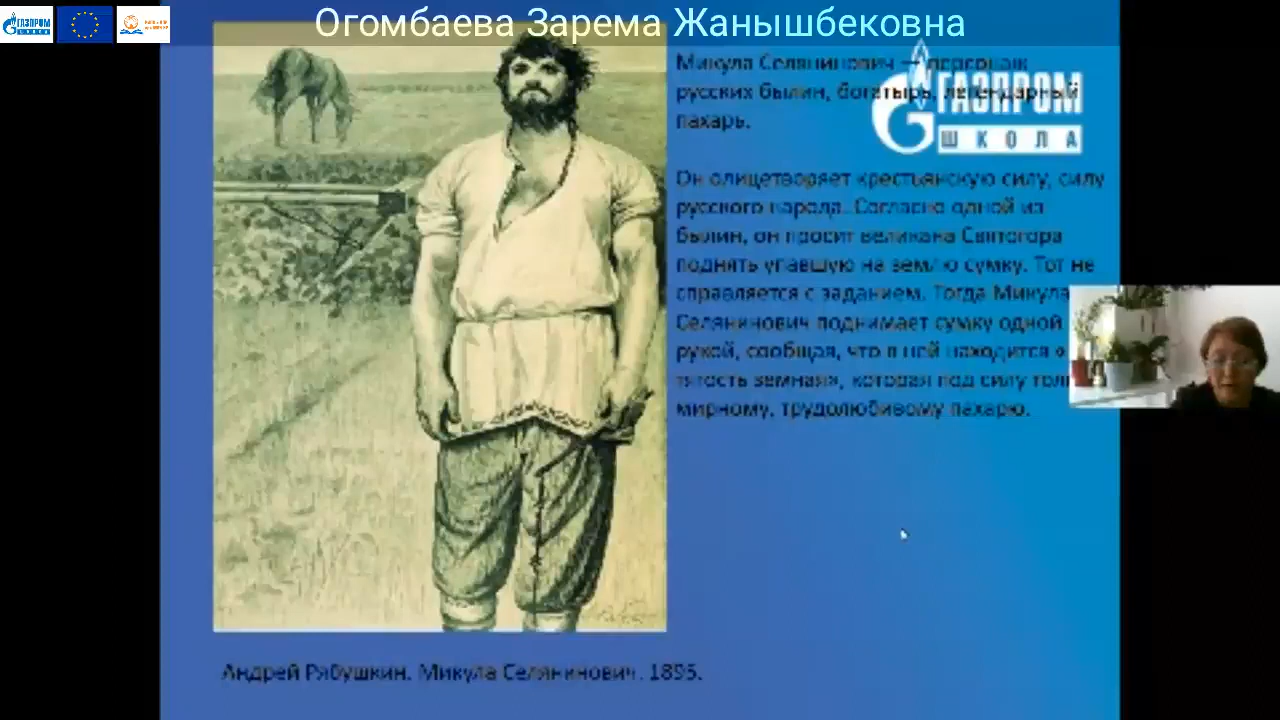 Огомбаева Зарема Жанышбековна
Микула Селянинович — персонаж
русских былин, богатырь, легендарный
пахарь.
ГАЗПРОМ
ШКОЛА
Он олицетворяет крестьянскую силу, силу
русского народа. Согласно одной из
былин, он просит великана Святогора
поднять упавшую на землю сумку. Тот не
справляется с заданием. Тогда Микула
Селянинович поднимает сумку одной
рукой, сообщая, что в ней находится «
тягость земная», которая под силу
мирному, трудолюбивому пахарю.
Андрей Рябушкин. Микула Селянинович. 1895.